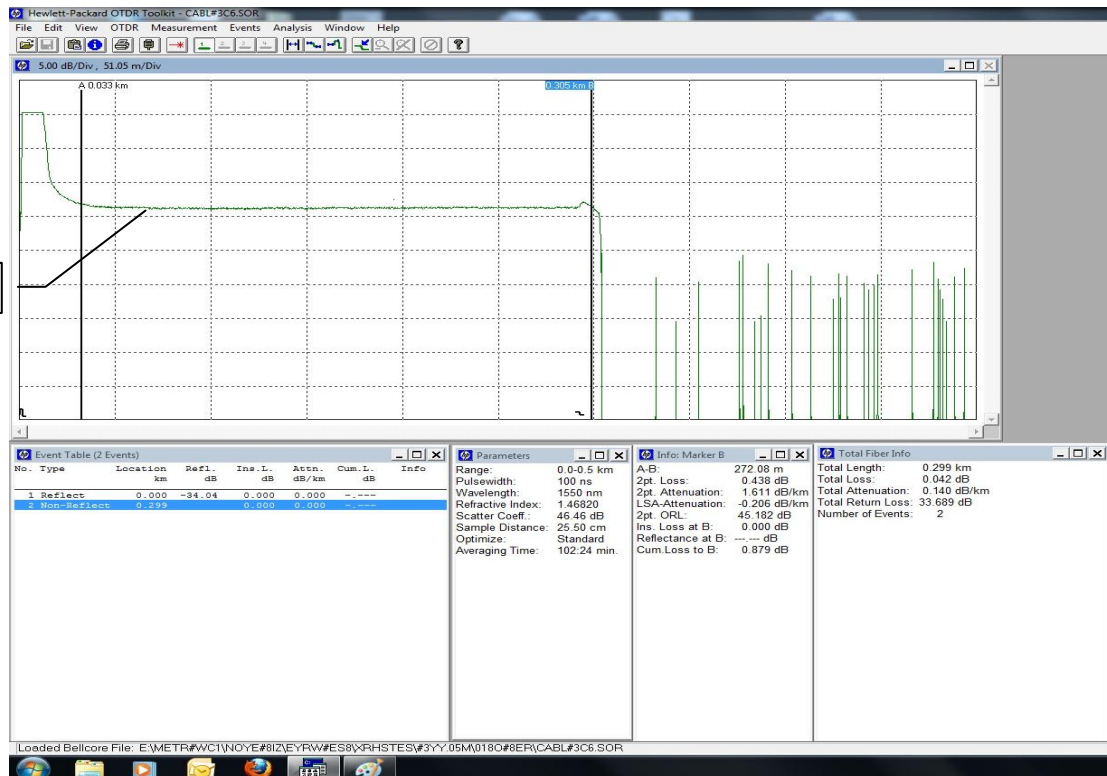 Hewlett-Packard OTDR Toolkit - CABL#3C6.SOR
File Edit View OTDR Measurement Events Analysis Window Help
5.00 dB/Div , 51.05 m/Div
A 0.033 km
0.305 km B
Event Table (2 Events)
No. Type Location Refl. Ins.L. Attn. Cum.L. Info
km dB dB dB/km dB
1 Reflect 0.000 -34.04 0.000 0.000 -.---
2 Non-Reflect 0.299 0.000 0.000 -.---
Parameters
Range: 0.0-0.5 km
Pulsewidth: 100 ns
Wavelength: 1550 nm
Refractive Index: 1.46820
Scatter Coeff.: 46.46 dB
Sample Distance: 25.50 cm
Optimize: Standard
Averaging Time: 102:24 min.
Info: Marker B
A-B: 272.08 m
2pt. Loss: 0.438 dB
2pt. Attenuation: 1.611 dB/km
LSA-Attenuation: -0.206 dB/km
2pt. ORL: 45.182 dB
Ins. Loss at B: 0.000 dB
Reflectance at B: ---.--- dB
Cum.Loss to B: 0.879 dB
Total Fiber Info
Total Length: 0.299 km
Total Loss: 0.042 dB
Total Attenuation: 0.140 dB/km
Total Return Loss: 33.689 dB
Number of Events: 2
Loaded Bellcore File: E:\METR#WC1\NOYE#8IZ\EYRW#ES8\XRHSTES\#3YY.05M\018O#8ER\CABL#3C6.SOR